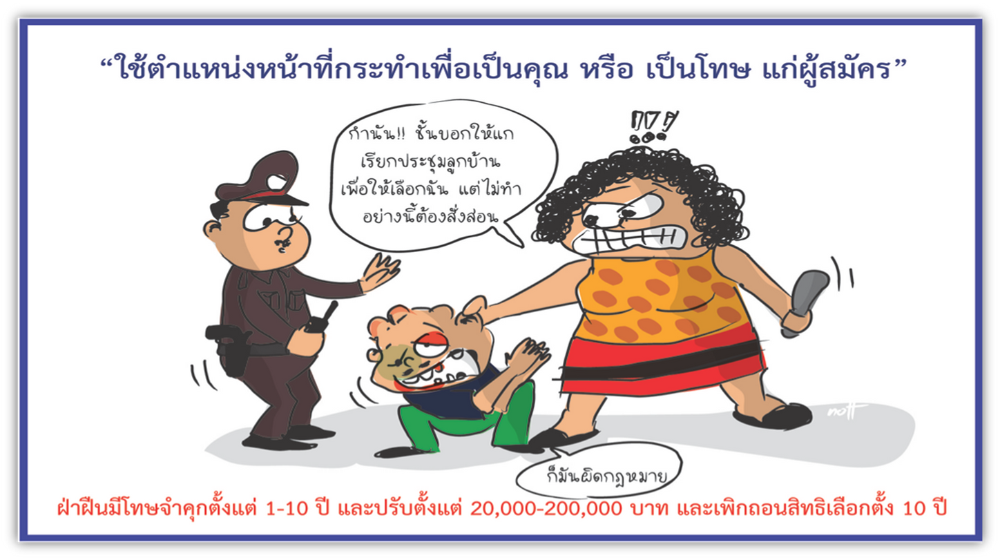 “ใช้ตำแหน่งหน้าที่กระทำเพื่อเป็นคุณ หรือ เป็นโทษ แก่ผู้สมัคร”
กำนัน!! ชั้นบอกให้แก
เรียกประชุมลูกบ้าน
เพื่อให้เลือกฉัน แต่ไม่ทำ
อย่างนี้ต้องสั่งสอน
!!!
ก็มันผิดกฎหมาย
nott
ฝ่าฝืนมีโทษจำคุกตั้งแต่ 1-10 ปี และปรับตั้งแต่ 20,000-200,000 บาท และเพิกถอนสิทธิเลือกตั้ง 10 ปี